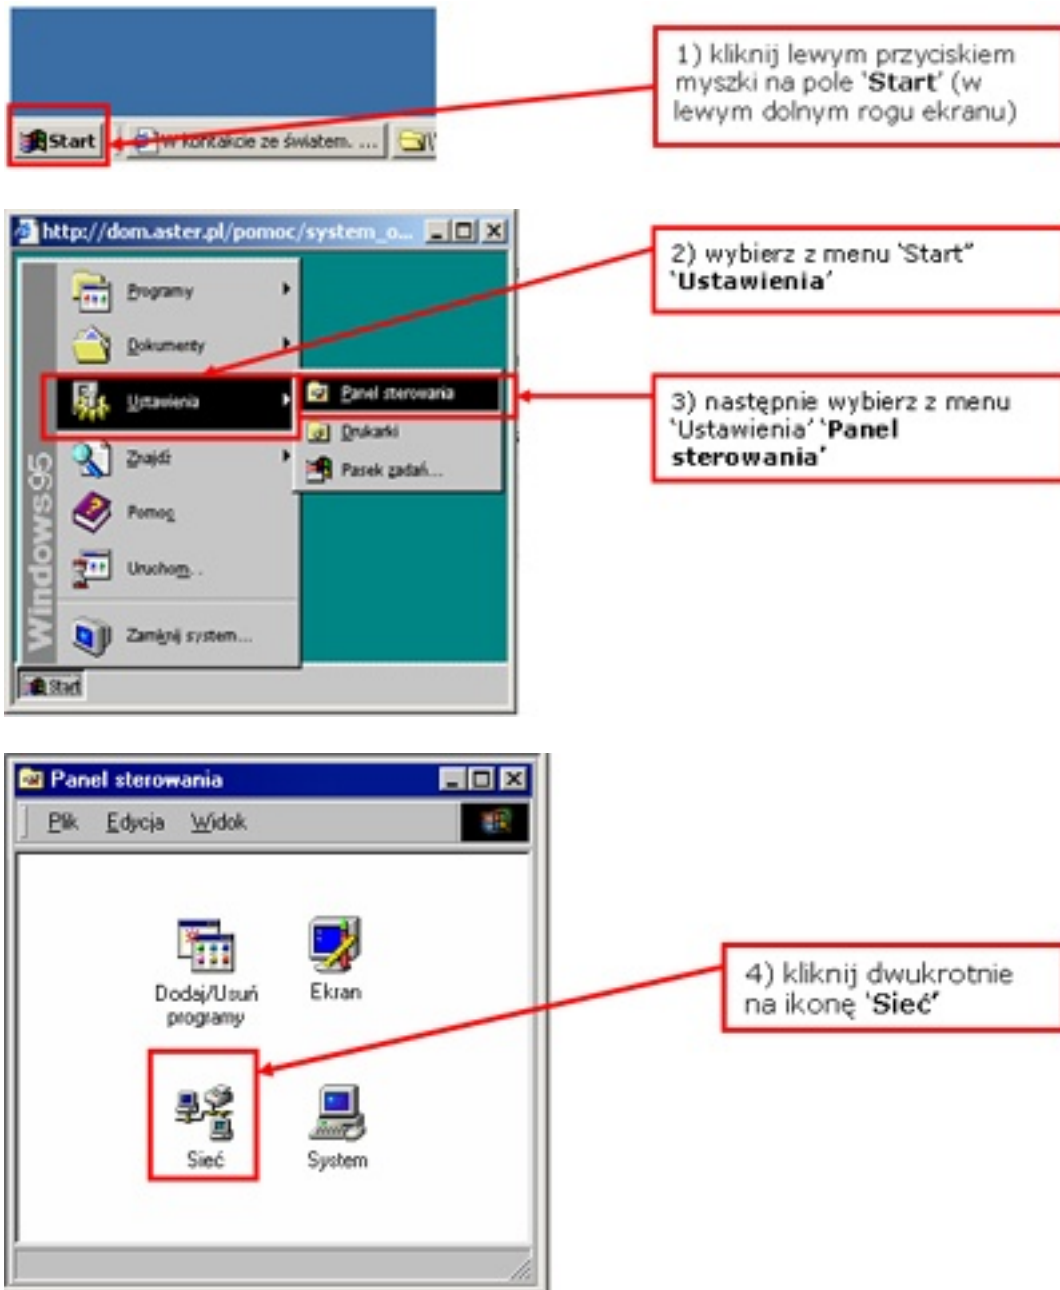 1) kliknij lewym przyciskiem
myszki na pole 'Start' (w
lewym dolnym rogu ekranu)
Start
W kontakcie ze światem. ...
http://dom.aster.pl/pomoc/system_o...
2) wybierz z menu 'Start"
'Ustawienia'
Programy
Dokumenty
Ustawienia
Panel sterowania
3) następnie wybierz z menu
'Ustawienia' 'Panel
sterowania'
Drukarki
Znajdź
Pasek zadań...
Pomoc
Uruchom. .
Zamknij system...
Windows95
Start
Panel sterowania
Plik Edycja Widok
Dodaj/Usuń
programy
Ekran
4) kliknij dwukrotnie
na ikonę 'Sieć'
Sieć
System